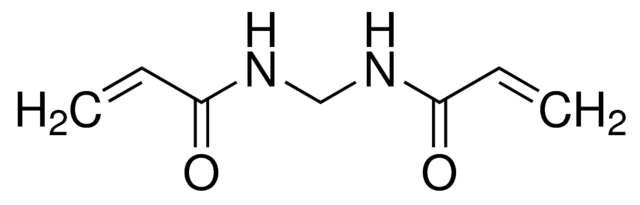 H H
H₂C N N CH₂
O O